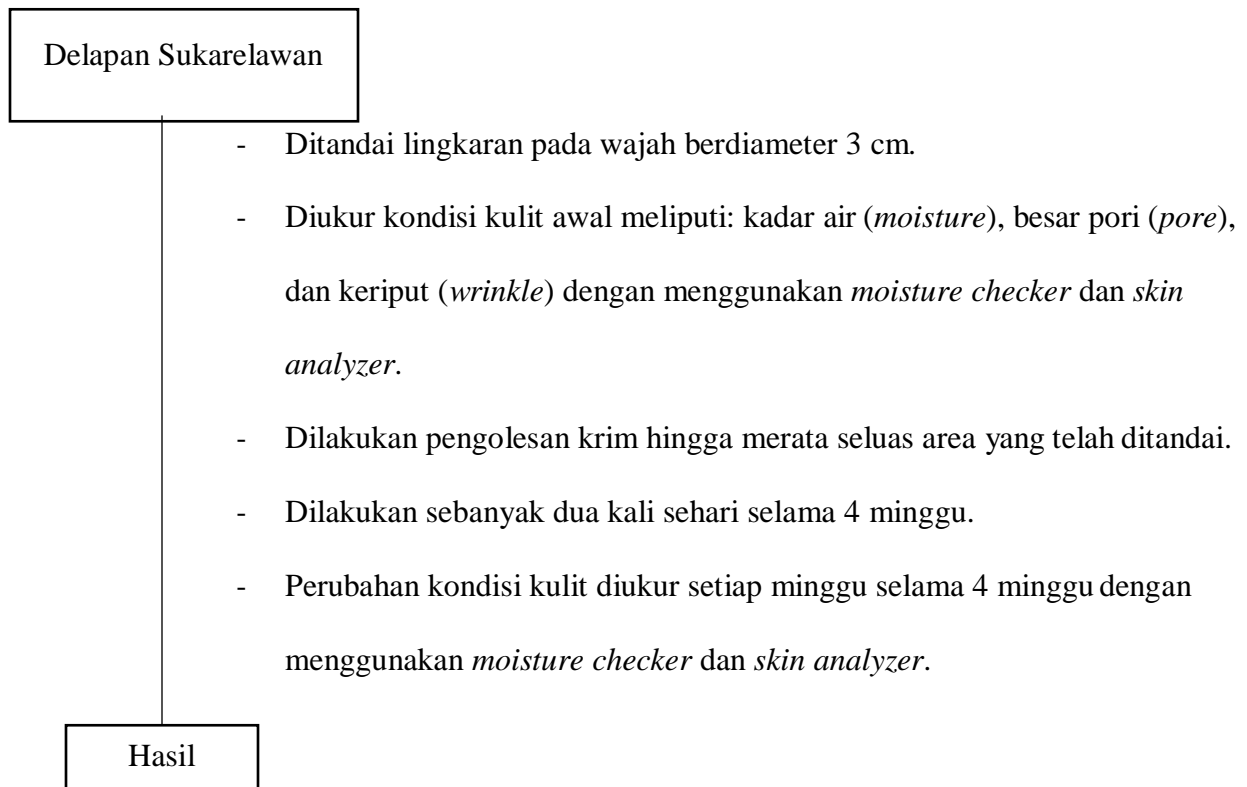 Delapan Sukarelawan
- Ditandai lingkaran pada wajah berdiameter 3 cm.
- Diukur kondisi kulit awal meliputi: kadar air (moisture), besar pori (pore),
dan keriput (wrinkle) dengan menggunakan moisture checker dan skin
analyzer.
- Dilakukan pengolesan krim hingga merata seluas area yang telah ditandai.
- Dilakukan sebanyak dua kali sehari selama 4 minggu.
- Perubahan kondisi kulit diukur setiap minggu selama 4 minggu dengan
menggunakan moisture checker dan skin analyzer.
Hasil